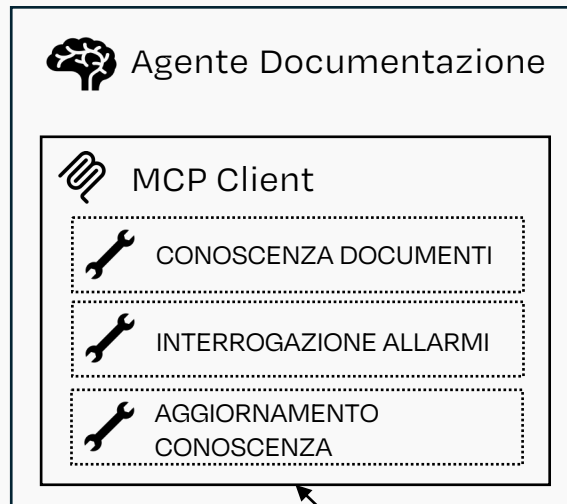 Agente Documentazione
MCP Client
CONOSCENZA DOCUMENTI
INTERROGAZIONE ALLARMI
AGGIORNAMENTO
CONOSCENZA